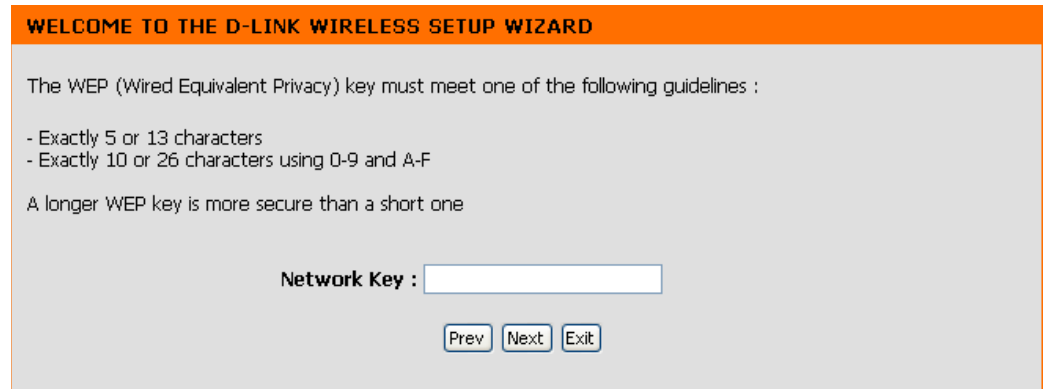 WELCOME TO THE D-LINK WIRELESS SETUP WIZARD
The WEP (Wired Equivalent Privacy) key must meet one of the following guidelines :
- Exactly 5 or 13 characters
- Exactly 10 or 26 characters using 0-9 and A-F
A longer WEP key is more secure than a short one
Network Key :
Prev Next Exit